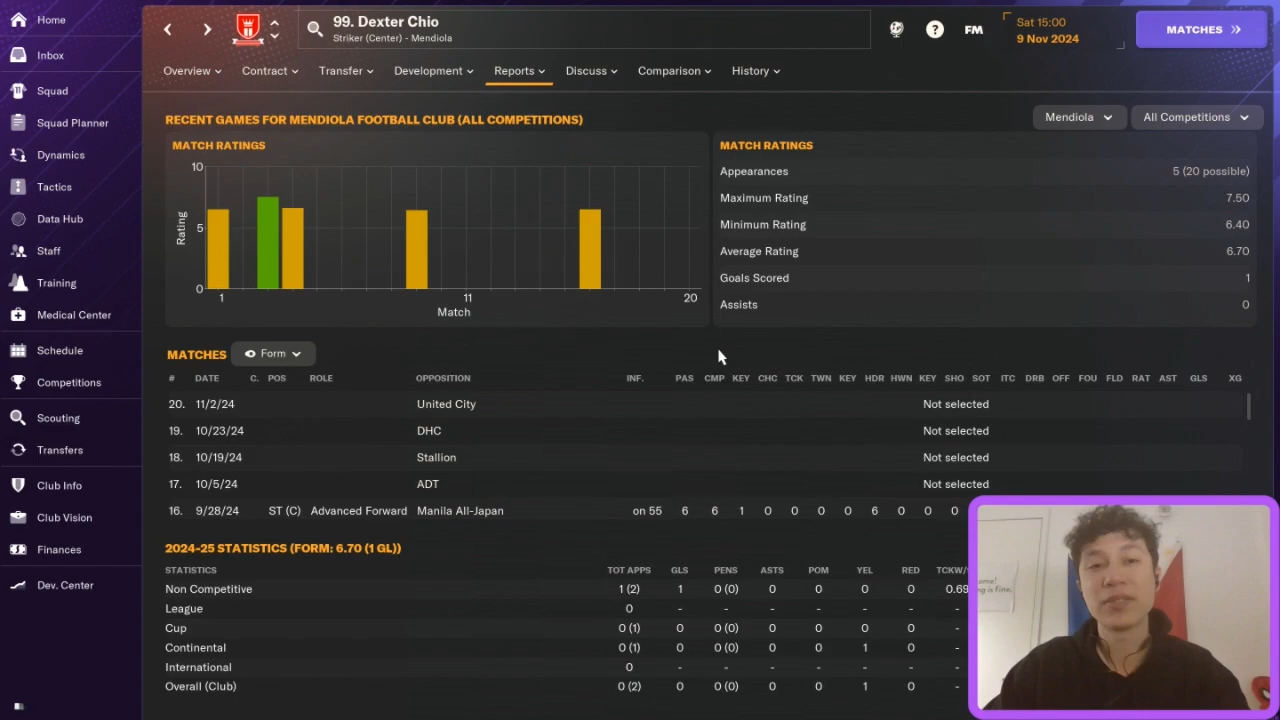 Home
Inbox
Squad
Squad Planner
Dynamics
Tactics
Data Hub
Staff
Training
Medical Center
Schedule
Competitions
Scouting
Transfers
Club Info
Club Vision
Finances
Dev. Center
99. Dexter Chio
Striker (Center) - Mendiola
?
FM
Sat 15:00
9 Nov 2024
MATCHES
Overview Contract Transfer Development Reports Discuss Comparison History
RECENT GAMES FOR MENDIOLA FOOTBALL CLUB (ALL COMPETITIONS)
Mendiola All Competitions
MATCH RATINGS
10
5
0
Rating
1 11 20
Match
MATCH RATINGS
Appearances 5 (20 possible)
Maximum Rating 7.50
Minimum Rating 6.40
Average Rating 6.70
Goals Scored 1
Assists 0
MATCHES Form
# DATE C. POS ROLE OPPOSITION INF. PAS CMP KEY CHC TCK TWN KEY HDR HWN KEY SHO SOT ITC DRB OFF FOU FLD RAT AST GLS XG
20. 11/2/24 United City Not selected
19. 10/23/24 DHC Not selected
18. 10/19/24 Stallion Not selected
17. 10/5/24 ADT Not selected
16. 9/28/24 ST (C) Advanced Forward Manila All-Japan on 55 6 6 1 0 0 0 0 6 0 0 0
2024-25 STATISTICS (FORM: 6.70 (1 GL))
STATISTICS TOT APPS GLS PENS ASTS POM YEL RED TCKW/
Non Competitive 1 (2) 1 0 (0) 0 0 0 0 0.69
League 0 - - - - - - -
Cup 0 (1) 0 0 (0) 0 0 0 0 -
Continental 0 (1) 0 0 (0) 0 0 1 0 -
International 0 - - - - - - -
Overall (Club) 0 (2) 0 0 (0) 0 0 1 0 -